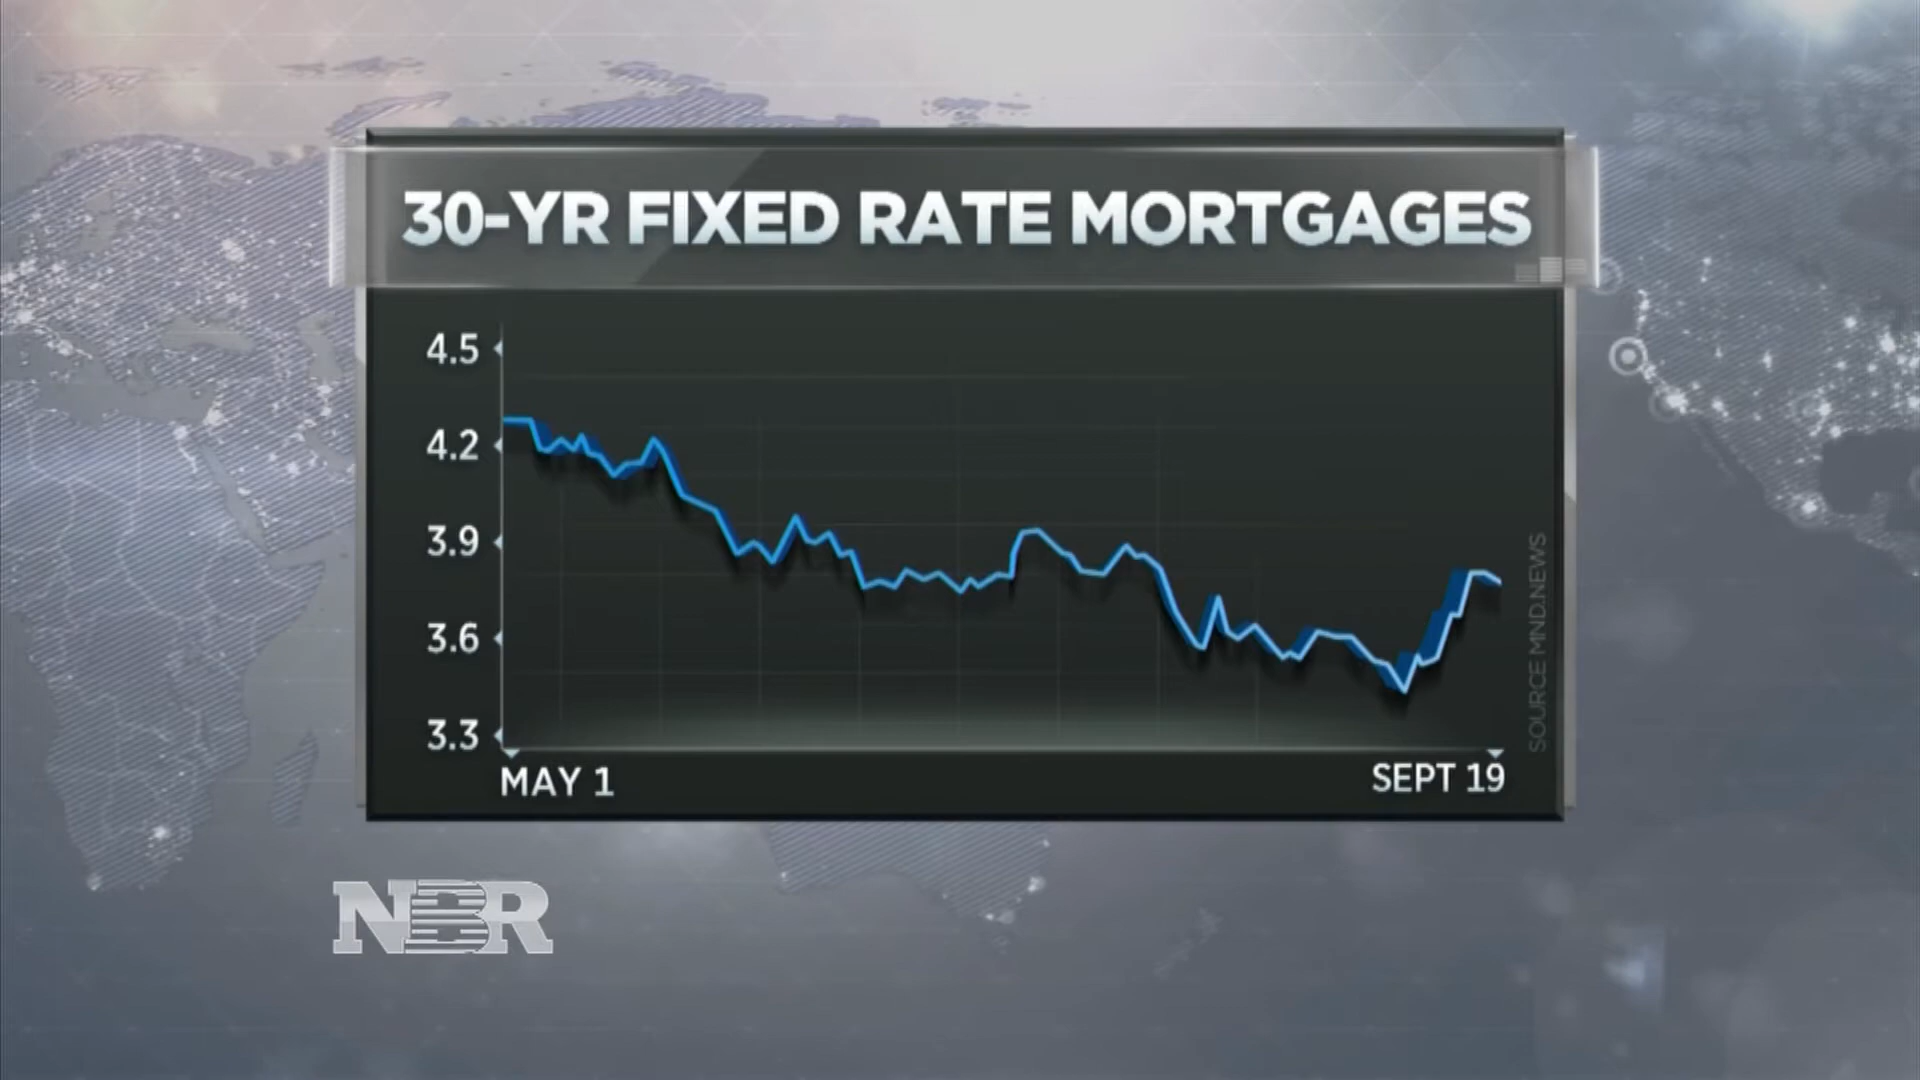 30-YR FIXED RATE MORTGAGES
4.5
4.2
3.9
3.6
3.3
MAY 1
SEPT 19
SOURCE MND.NEWS
NBR